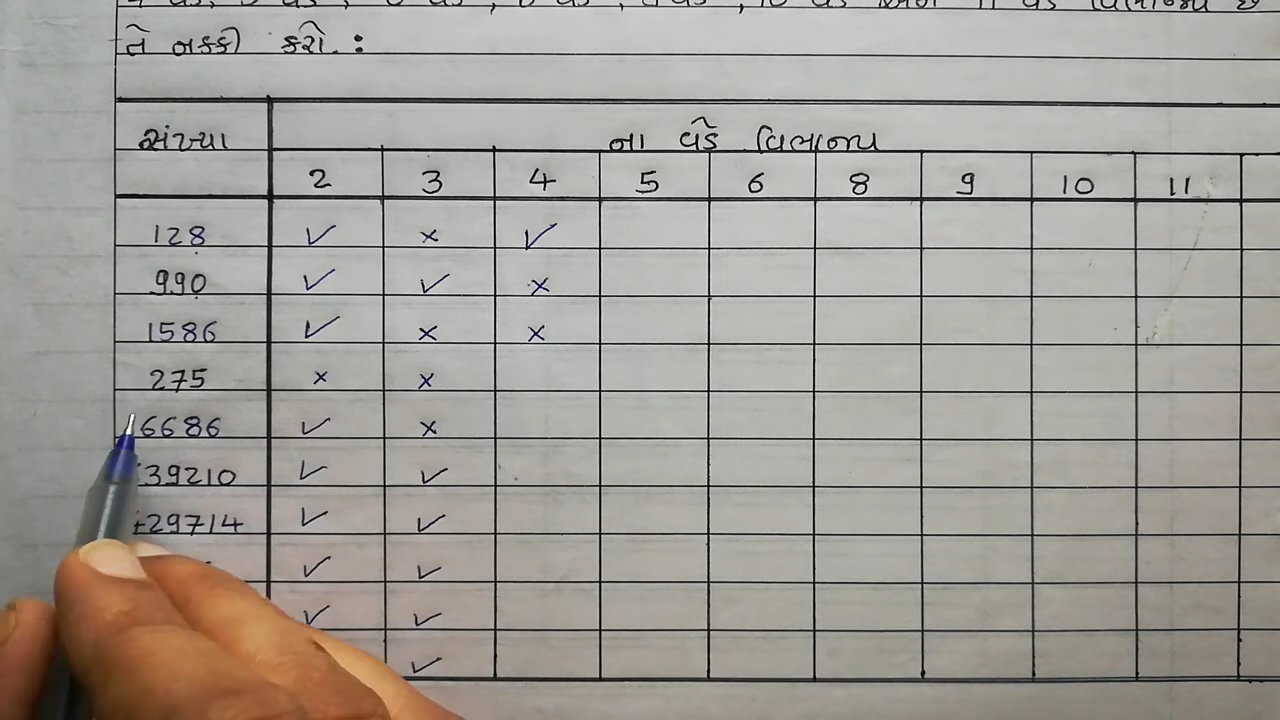 તે નક્કી કરો :
સંખ્યા ના વડે વિભાજ્ય
2 3 4 5 6 8 9 10 11
128 ✓ × ✓
990 ✓ ✓ ×
1586 ✓ × ×
275 × ×
6686 ✓ ×
39210 ✓ ✓
29714 ✓ ✓
✓ ✓
✓ ✓
✓